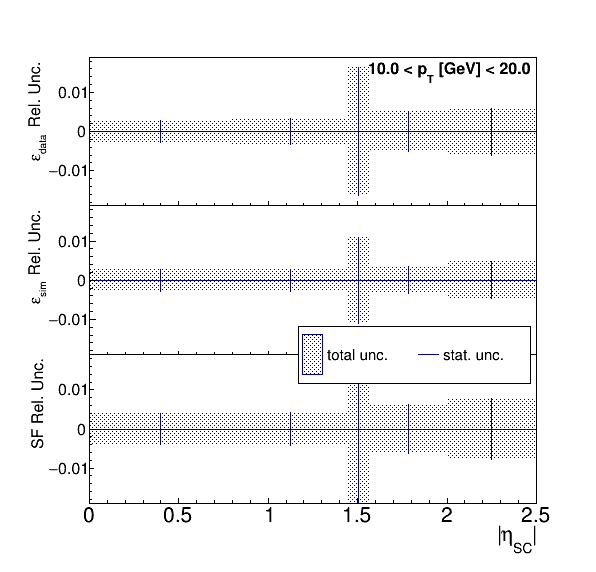 10.0 < p_T [GeV] < 20.0
ε_data Rel. Unc.
0.01
0
−0.01
ε_sim Rel. Unc.
0.01
0
−0.01
total unc. stat. unc.
SF Rel. Unc.
0.01
0
−0.01
0 0.5 1 1.5 2 2.5
|η_SC|